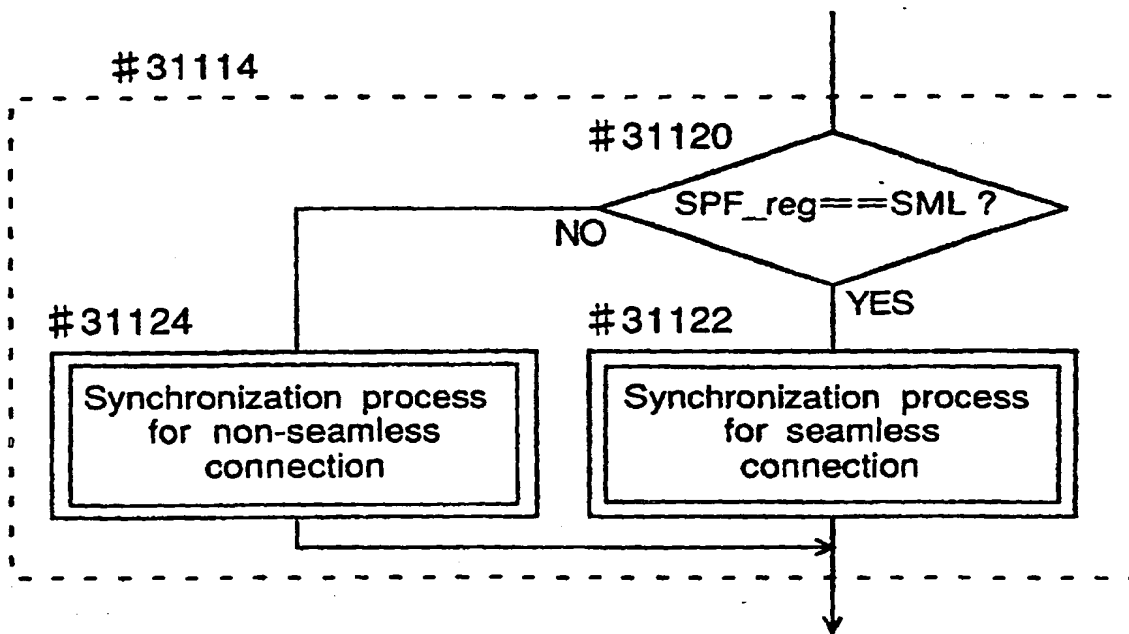 #31114
#31120
SPF_reg==SML ?
NO
YES
#31124
#31122
Synchronization process
for non-seamless
connection
Synchronization process
for seamless
connection